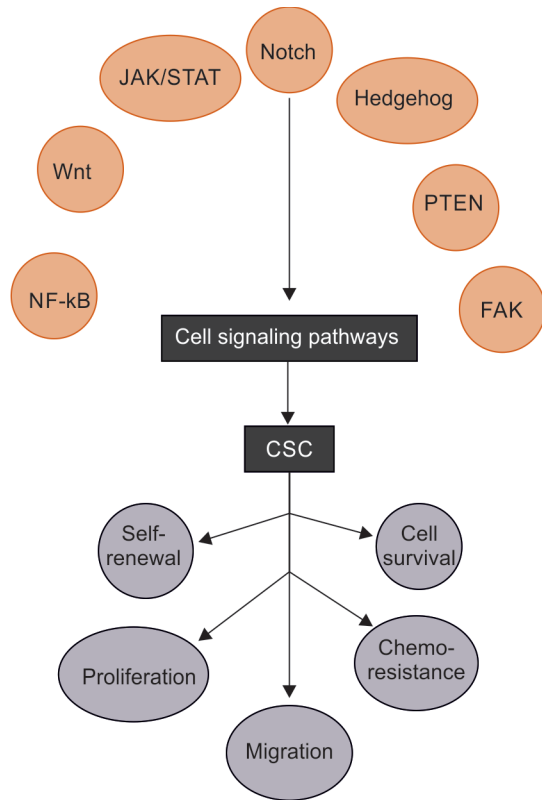 Notch
JAK/STAT
Hedgehog
Wnt
PTEN
NF-kB
FAK
Cell signaling pathways
CSC
Self-
renewal
Cell
survival
Proliferation
Chemo-
resistance
Migration